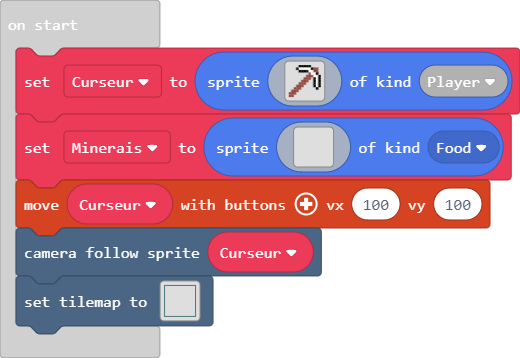 on start
set Curseur to sprite of kind Player
set Minerais to sprite of kind Food
move Curseur with buttons vx 100 vy 100
camera follow sprite Curseur
set tilemap to